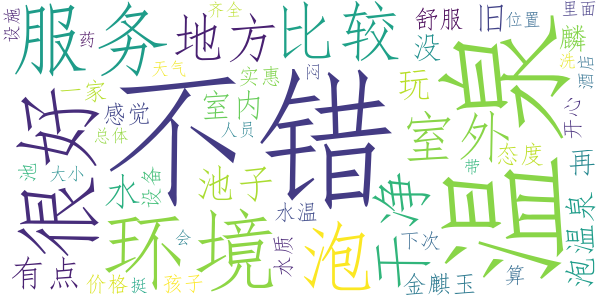 设施
药
服务
地方
比较
齐全
舒服
没
旧
位置
里面
麟
洗
酒店
天气
实惠
闷
一家
感觉
总体
室内
人员
玩
室外
开心
很好
不错
温泉
态度
再
池
大小
水
设备
池子
水温
水质
干净
带
泡温泉
环境
会
泡
下次
有点
价格
挺
孩子
金麒玉
算